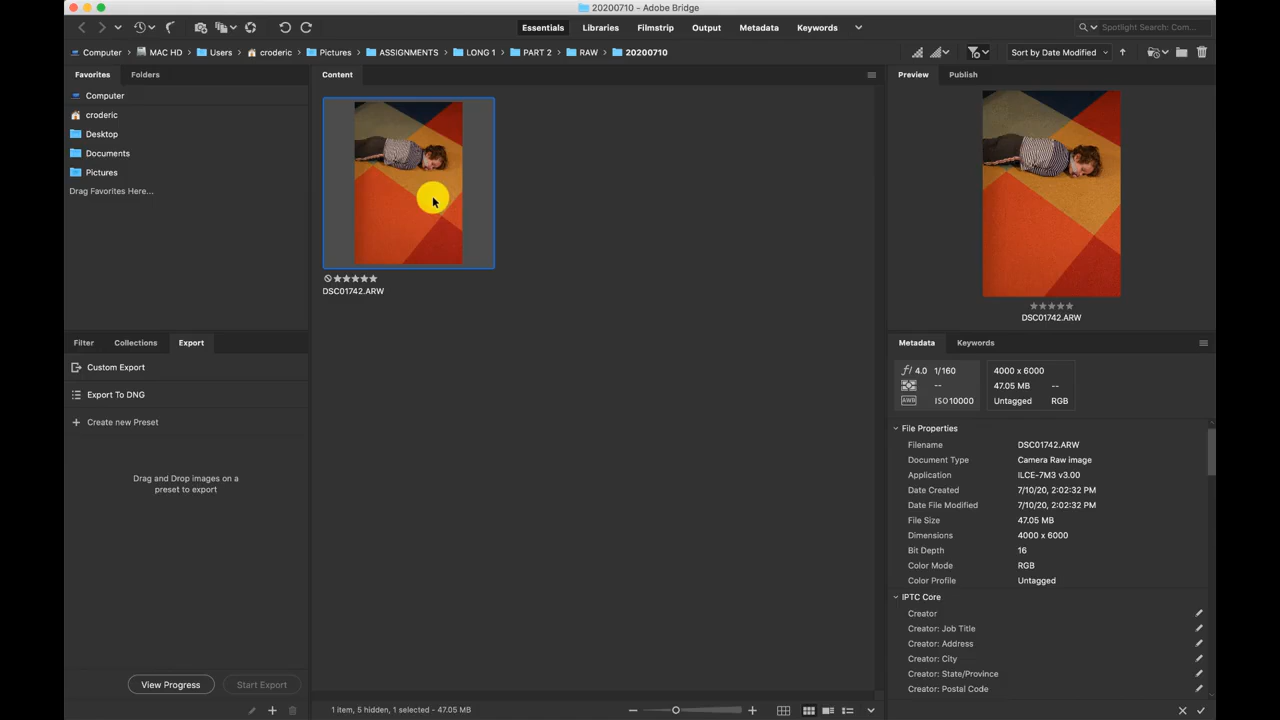 20200710 - Adobe Bridge
Essentials Libraries Filmstrip Output Metadata Keywords
Spotlight Search: Com...
Computer MAC HD Users croderic Pictures ASSIGNMENTS LONG 1 PART 2 RAW 20200710
Sort by Date Modified
Favorites Folders
Computer
croderic
Desktop
Documents
Pictures
Drag Favorites Here...
Filter Collections Export
Custom Export
Export To DNG
Create new Preset
Drag and Drop images on a
preset to export
View Progress Start Export
Content
DSC01742.ARW
1 item, 5 hidden, 1 selected - 47.05 MB
Preview Publish
DSC01742.ARW
Metadata Keywords
f/ 4.0 1/160
--
AWB ISO10000
4000 x 6000
47.05 MB --
Untagged RGB
File Properties
Filename DSC01742.ARW
Document Type Camera Raw image
Application ILCE-7M3 v3.00
Date Created 7/10/20, 2:02:32 PM
Date File Modified 7/10/20, 2:02:32 PM
File Size 47.05 MB
Dimensions 4000 x 6000
Bit Depth 16
Color Mode RGB
Color Profile Untagged
IPTC Core
Creator
Creator: Job Title
Creator: Address
Creator: City
Creator: State/Province
Creator: Postal Code